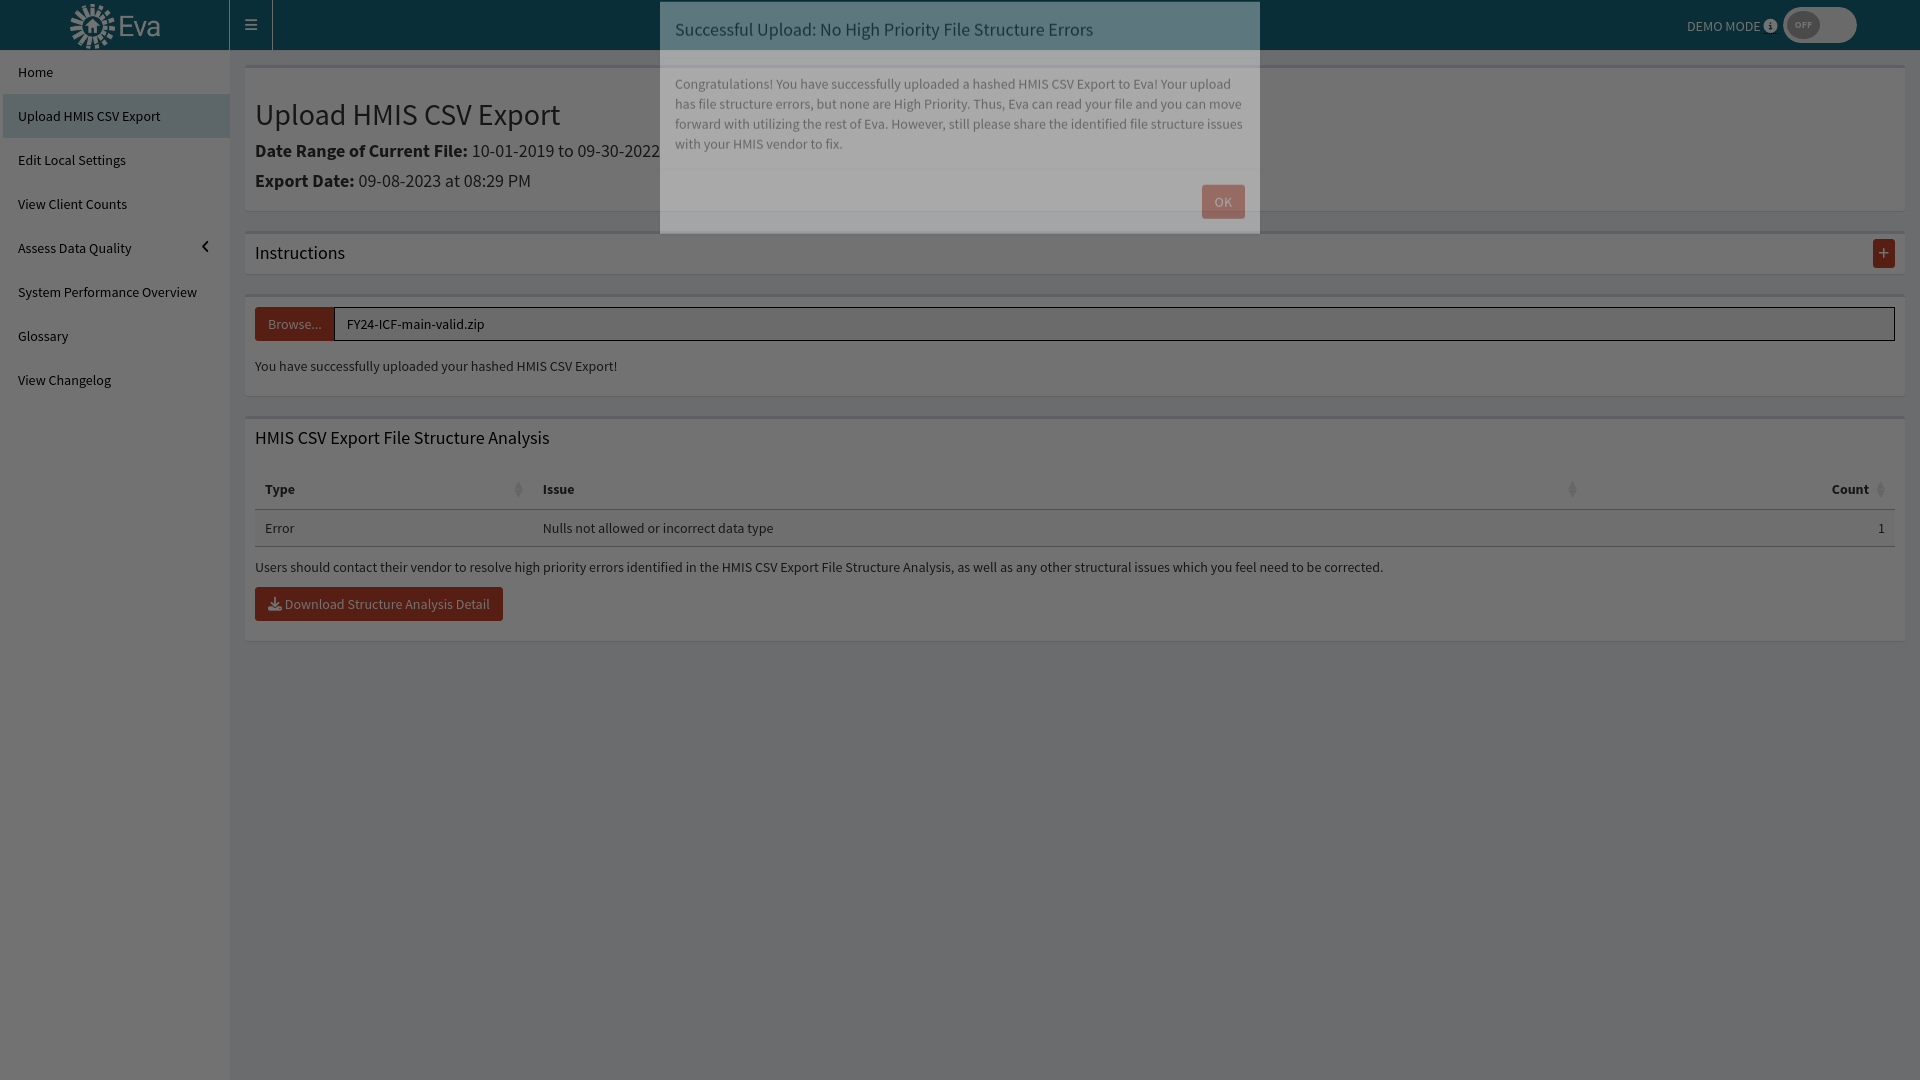 Eva
DEMO MODE
OFF
Successful Upload: No High Priority File Structure Errors
Congratulations! You have successfully uploaded a hashed HMIS CSV Export to Eva! Your upload
has file structure errors, but none are High Priority. Thus, Eva can read your file and you can move
forward with utilizing the rest of Eva. However, still please share the identified file structure issues
with your HMIS vendor to fix.
OK
Home
Upload HMIS CSV Export
Edit Local Settings
View Client Counts
Assess Data Quality
System Performance Overview
Glossary
View Changelog
Upload HMIS CSV Export
Date Range of Current File: 10-01-2019 to 09-30-2022
Export Date: 09-08-2023 at 08:29 PM
Instructions
+
Browse... FY24-ICF-main-valid.zip
You have successfully uploaded your hashed HMIS CSV Export!
HMIS CSV Export File Structure Analysis
Type Issue Count
Error Nulls not allowed or incorrect data type 1
Users should contact their vendor to resolve high priority errors identified in the HMIS CSV Export File Structure Analysis, as well as any other structural issues which you feel need to be corrected.
Download Structure Analysis Detail